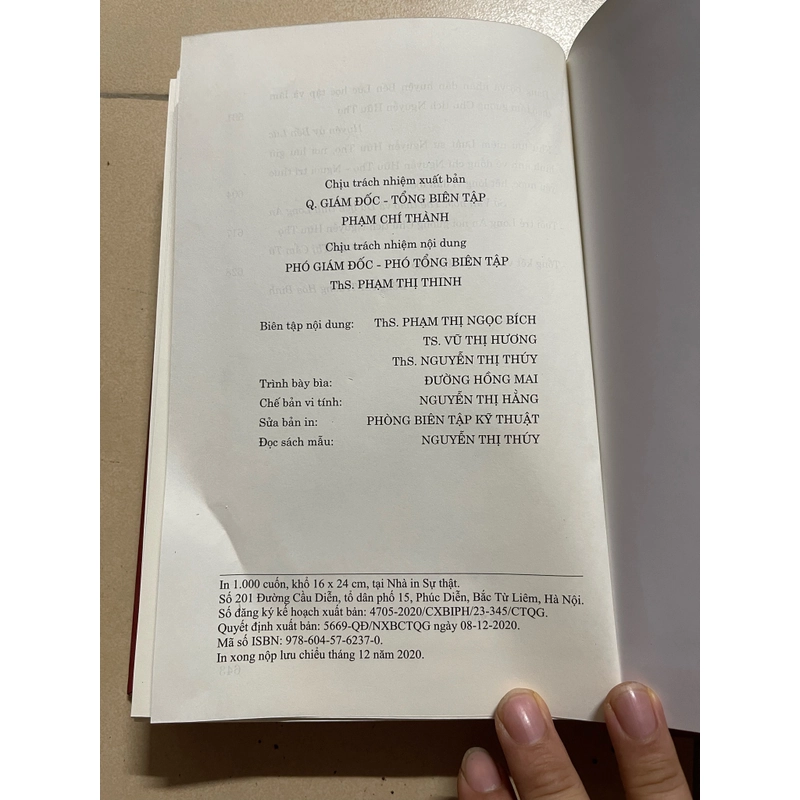 Chịu trách nhiệm xuất bản
Q. GIÁM ĐỐC - TỔNG BIÊN TẬP
PHẠM CHÍ THÀNH
Chịu trách nhiệm nội dung
PHÓ GIÁM ĐỐC - PHÓ TỔNG BIÊN TẬP
ThS. PHẠM THỊ THINH
Biên tập nội dung: ThS. PHẠM THỊ NGỌC BÍCH
TS. VŨ THỊ HƯƠNG
ThS. NGUYỄN THỊ THÚY
Trình bày bìa: ĐƯỜNG HỒNG MAI
Chế bản vi tính: NGUYỄN THỊ HẰNG
Sửa bản in: PHÒNG BIÊN TẬP KỸ THUẬT
Đọc sách mẫu: NGUYỄN THỊ THÚY
In 1.000 cuốn, khổ 16 x 24 cm, tại Nhà in Sự thật.
Số 201 Đường Cầu Diễn, tổ dân phố 15, Phúc Diễn, Bắc Từ Liêm, Hà Nội.
Số đăng ký kế hoạch xuất bản: 4705-2020/CXBIPH/23-345/CTQG.
Quyết định xuất bản: 5669-QĐ/NXBCTQG ngày 08-12-2020.
Mã số ISBN: 978-604-57-6237-0.
In xong nộp lưu chiểu tháng 12 năm 2020.